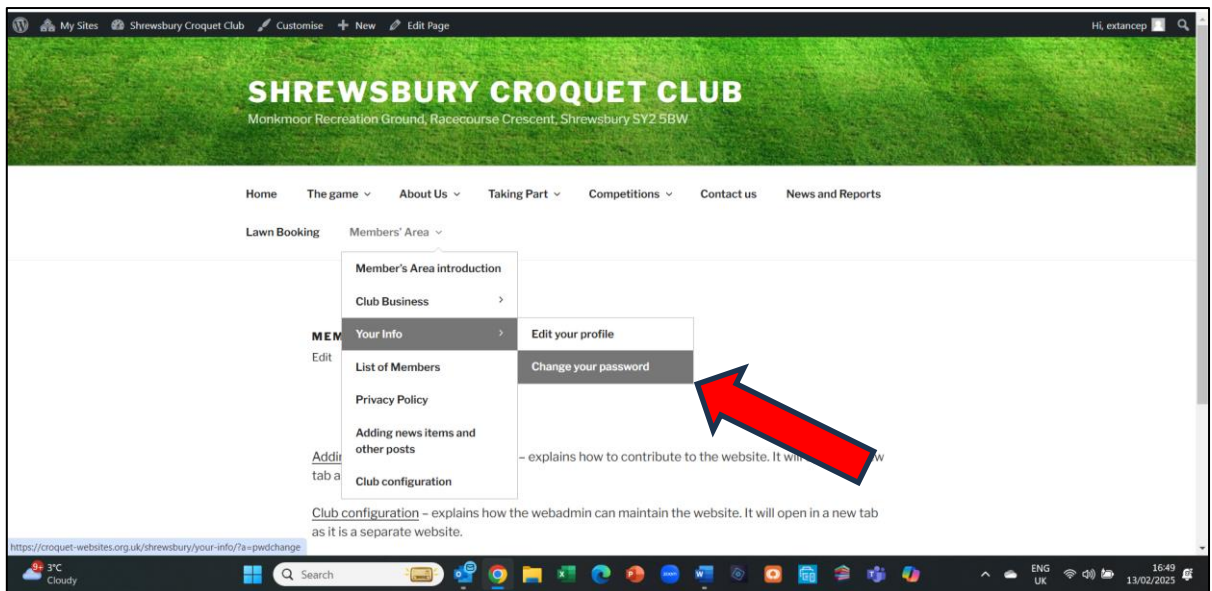 My Sites Shrewsbury Croquet Club Customise + New Edit Page Hi, extancep
SHREWSBURY CROQUET CLUB
Monkmoor Recreation Ground, Racecourse Crescent, Shrewsbury SY2 5BW
Home The game About Us Taking Part Competitions Contact us News and Reports
Lawn Booking Members' Area
Member's Area introduction
Club Business
MEM
Your Info
Edit your profile
Edit
List of Members
Change your password
Privacy Policy
Adding news items and
other posts
Club configuration
– explains how to contribute to the website. It
tab a
Club configuration – explains how the webadmin can maintain the website. It will open in a new tab
as it is a separate website.
https://croquet-websites.org.uk/shrewsbury/your-info/?a=pwdchange
9+ 3°C
Cloudy
Search
zoom
ENG
UK
16:49
13/02/2025